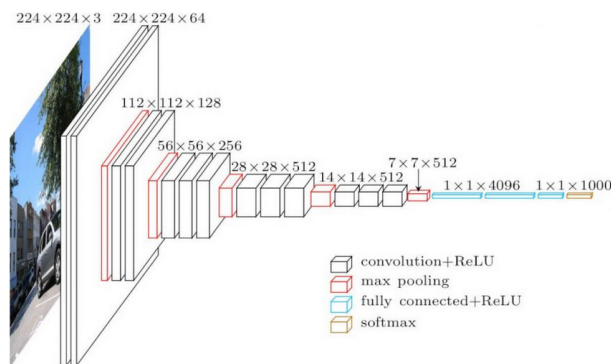 224×224×3
224×224×64
112×112×128
56×56×256
28×28×512
14×14×512
7×7×512
1×1×4096
1×1×1000
convolution+ReLU
max pooling
fully connected+ReLU
softmax